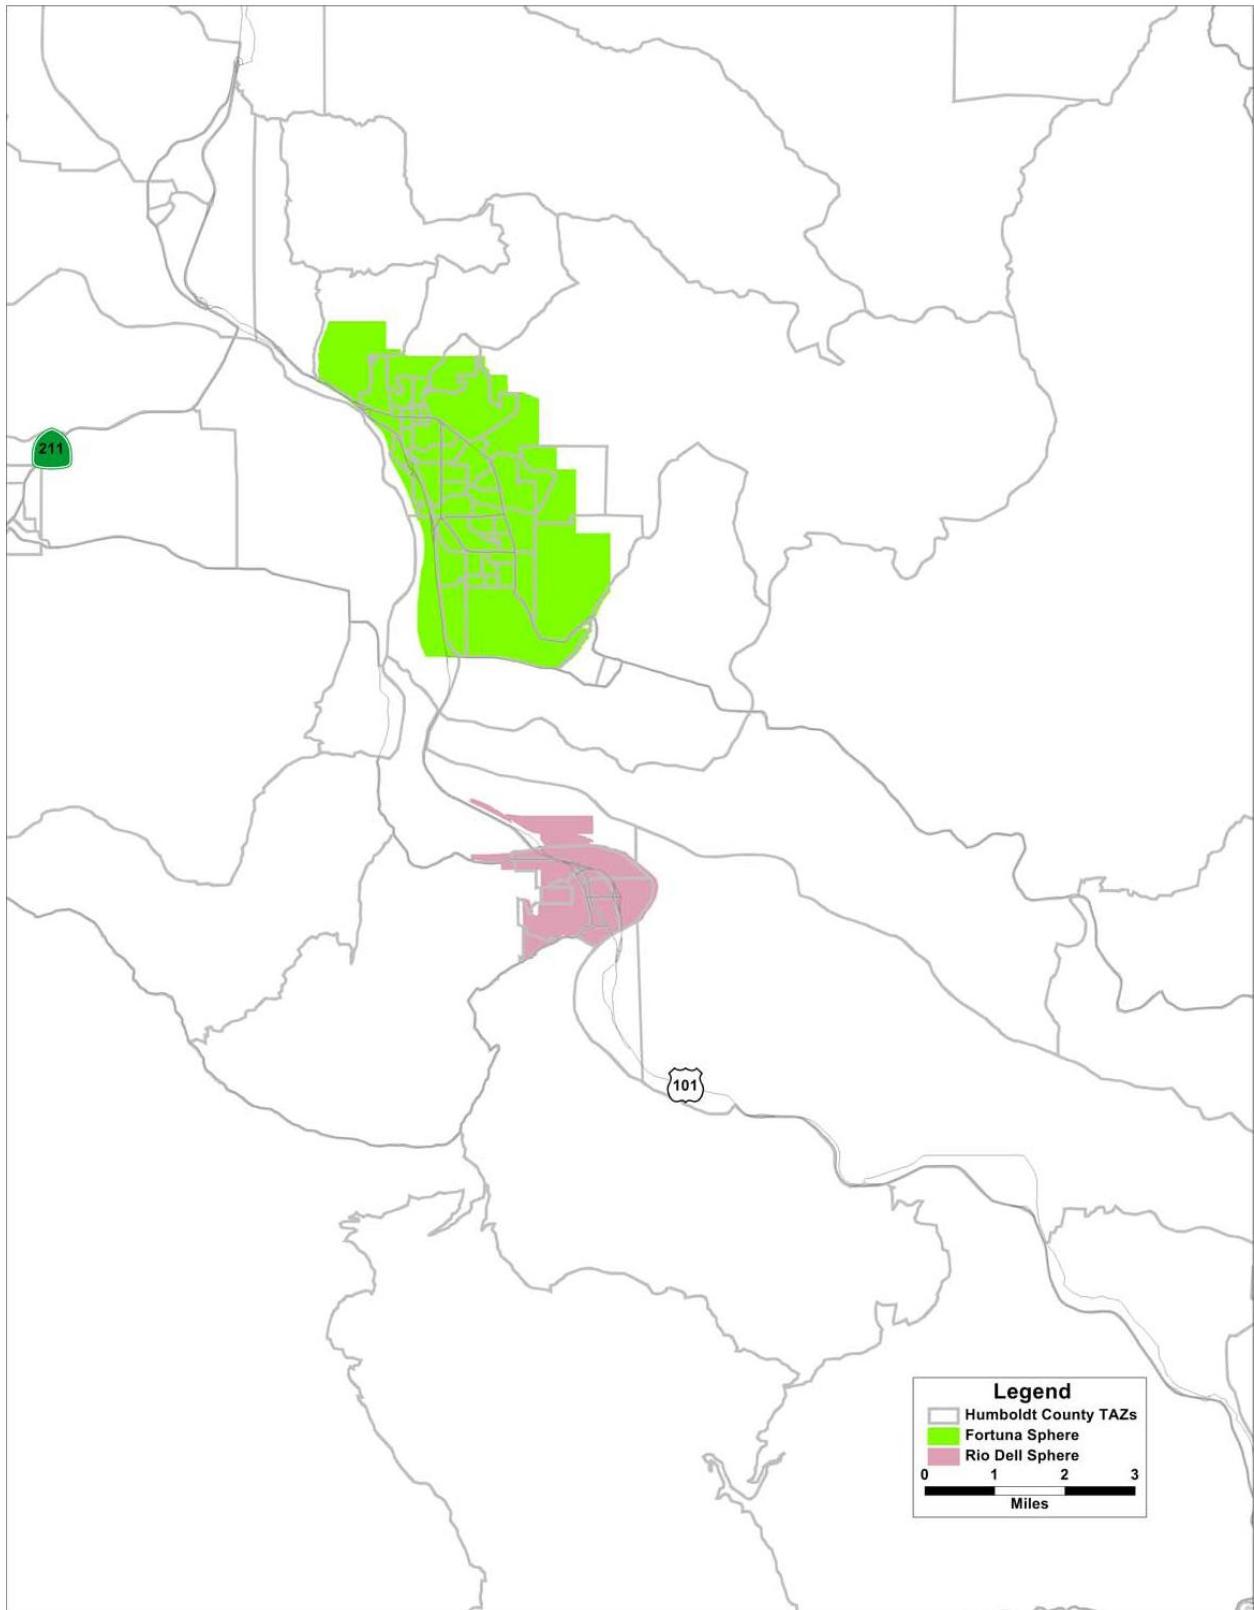 211
101
Legend
Humboldt County TAZs
Fortuna Sphere
Rio Dell Sphere
0 1 2 3
Miles